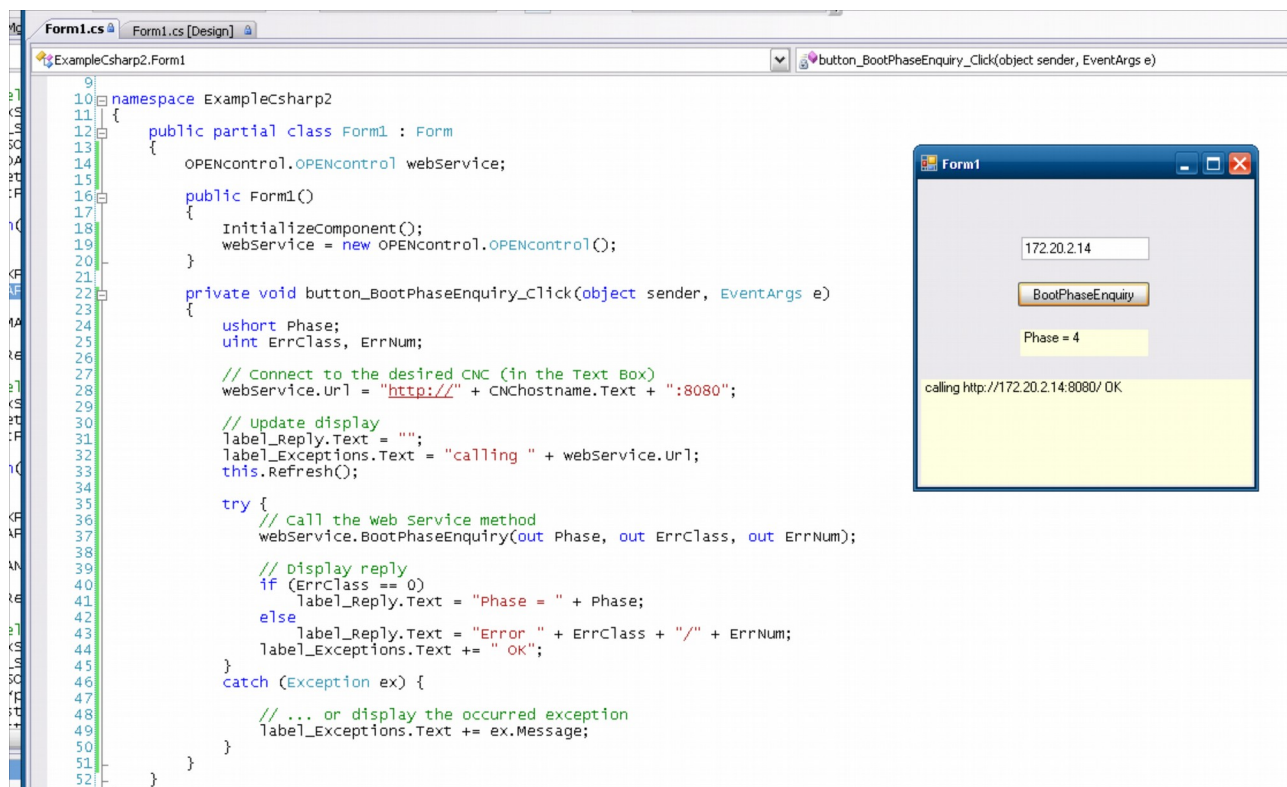 Form1.cs Form1.cs [Design]
ExampleCsharp2.Form1 button_BootPhaseEnquiry_Click(object sender, EventArgs e)
9
10 namespace ExampleCsharp2
11 {
12 public partial class Form1 : Form
13 {
14 OPENcontrol.OPENcontrol webService;
15
16 public Form1()
17 {
18 InitializeComponent();
19 webService = new OPENcontrol.OPENcontrol();
20 }
21
22 private void button_BootPhaseEnquiry_Click(object sender, EventArgs e)
23 {
24 ushort Phase;
25 uint ErrClass, ErrNum;
26
27 // Connect to the desired CNC (in the Text Box)
28 webService.Url = "http://" + CNChostname.Text + ":8080";
29
30 // Update display
31 label_Reply.Text = "";
32 label_Exceptions.Text = "calling " + webService.Url;
33 this.Refresh();
34
35 try {
36 // Call the Web Service method
37 webService.BootPhaseEnquiry(out Phase, out ErrClass, out ErrNum);
38
39 // Display reply
40 if (ErrClass == 0)
41 label_Reply.Text = "Phase = " + Phase;
42 else
43 label_Reply.Text = "Error " + ErrClass + "/" + ErrNum;
44 label_Exceptions.Text += " OK";
45 }
46 catch (Exception ex) {
47
48 // ... or display the occurred exception
49 label_Exceptions.Text += ex.Message;
50 }
51 }
52 }
Form1
172.20.2.14
BootPhaseEnquiry
Phase = 4
calling http://172.20.2.14:8080/ OK